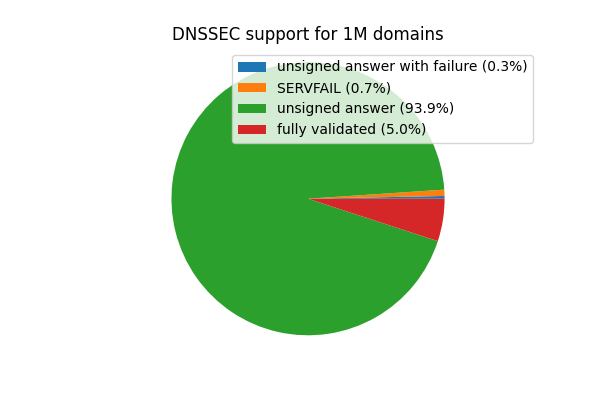 DNSSEC support for 1M domains
unsigned answer with failure (0.3%)
SERVFAIL (0.7%)
unsigned answer (93.9%)
fully validated (5.0%)